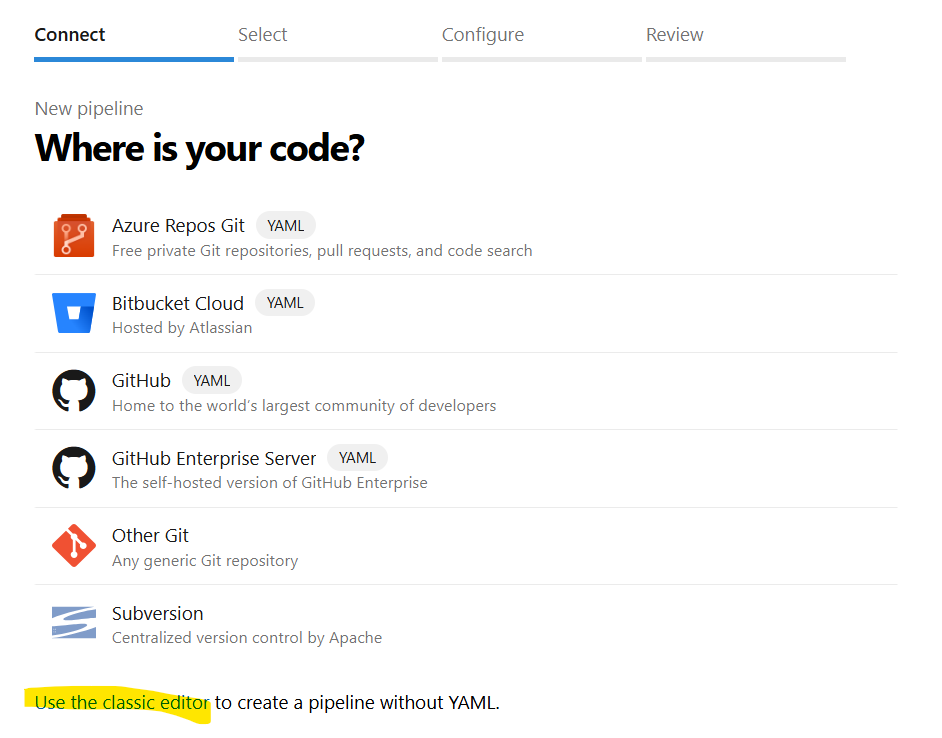 Connect Select Configure Review
New pipeline
Where is your code?
Azure Repos Git YAML
Free private Git repositories, pull requests, and code search
Bitbucket Cloud YAML
Hosted by Atlassian
GitHub YAML
Home to the world's largest community of developers
GitHub Enterprise Server YAML
The self-hosted version of GitHub Enterprise
Other Git
Any generic Git repository
Subversion
Centralized version control by Apache
Use the classic editor to create a pipeline without YAML.